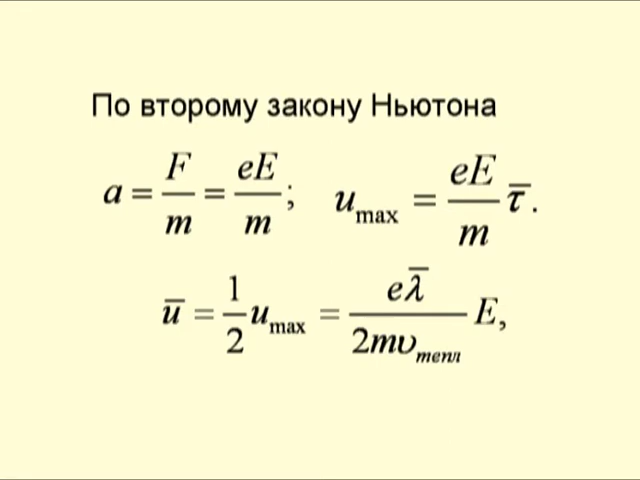 По второму закону Ньютона
a = F/m = eE/m; u_max = eE/m τ̅.
u̅ = 1/2 u_max = eλ̅/2mυ_тепл E,